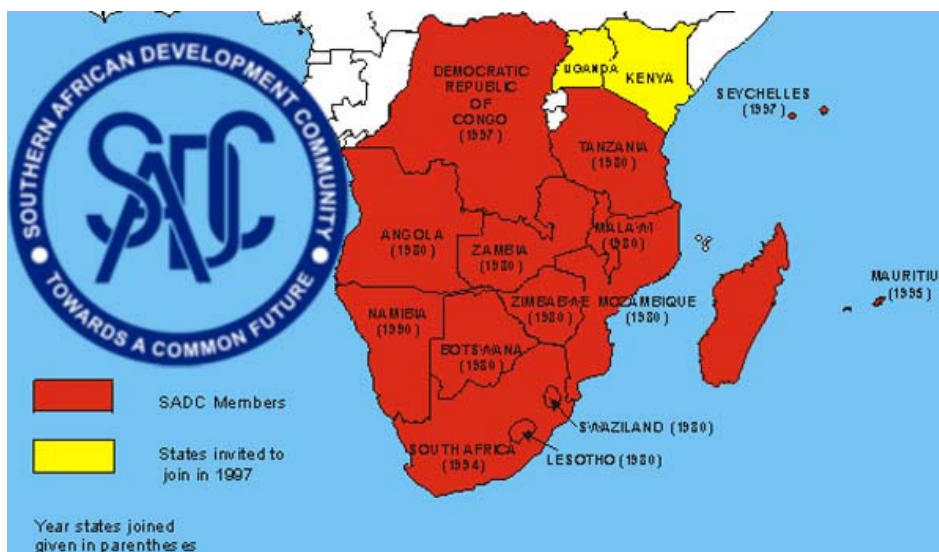 SOUTHERN AFRICAN DEVELOPMENT COMMUNITY
SADC
TOWARDS A COMMON FUTURE
DEMOCRATIC
REPUBLIC
OF
CONGO
(1997)
UGANDA
KENYA
SEYCHELLES
(1997)
TANZANIA
(1980)
ANGOLA
(1980)
ZAMBIA
(1980)
MALAWI
(1980)
MAURITIU
(1995)
NAMIBIA
(1990)
ZIMBABWE
(1980)
MOZAMBIQUE
(1980)
BOTSWANA
(1980)
SWAZILAND (1980)
SOUTH AFRICA
(1994)
LESOTHO (1980)
SADC Members
States invited to
join in 1997
Year states joined
given in parentheses